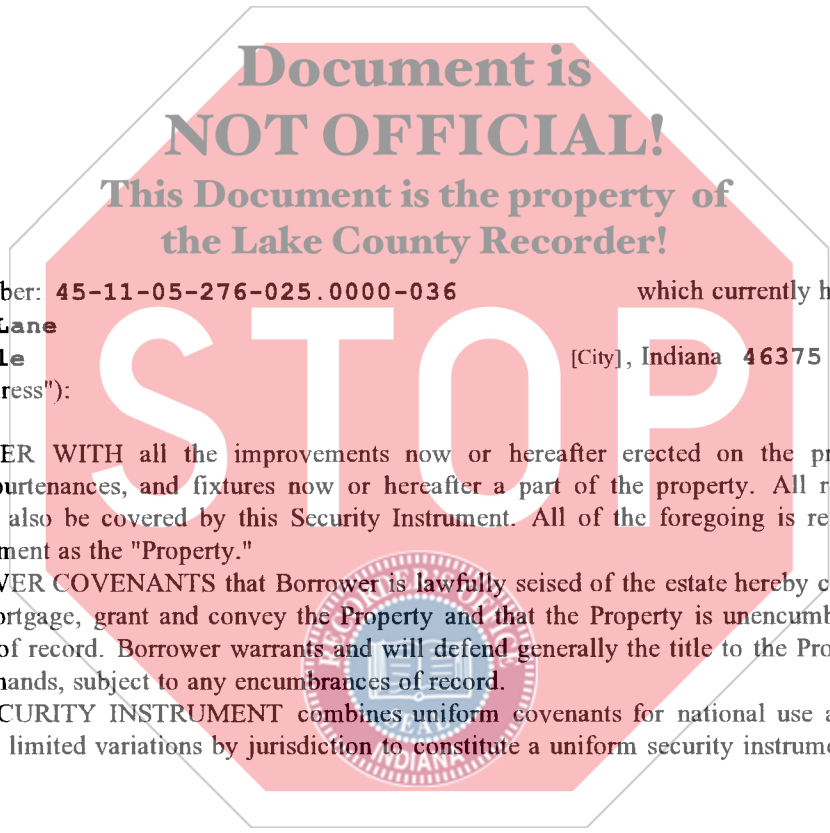 Document is
NOT OFFICIAL!
This Document is the property of
the Lake County Recorder!
ber: 45-11-05-276-025.0000-036 which currently h
Lane
le [City], Indiana 46375
ress"):
STOP
ER WITH all the improvements now or hereafter erected on the pr
ourtenances, and fixtures now or hereafter a part of the property. All r
also be covered by this Security Instrument. All of the foregoing is re
ment as the "Property."
VER COVENANTS that Borrower is lawfully seised of the estate hereby c
ortgage, grant and convey the Property and that the Property is unencumb
of record. Borrower warrants and will defend generally the title to the Pro
nands, subject to any encumbrances of record.
CURITY INSTRUMENT combines uniform covenants for national use a
limited variations by jurisdiction to constitute a uniform security instrume
SEAL
INDIANA